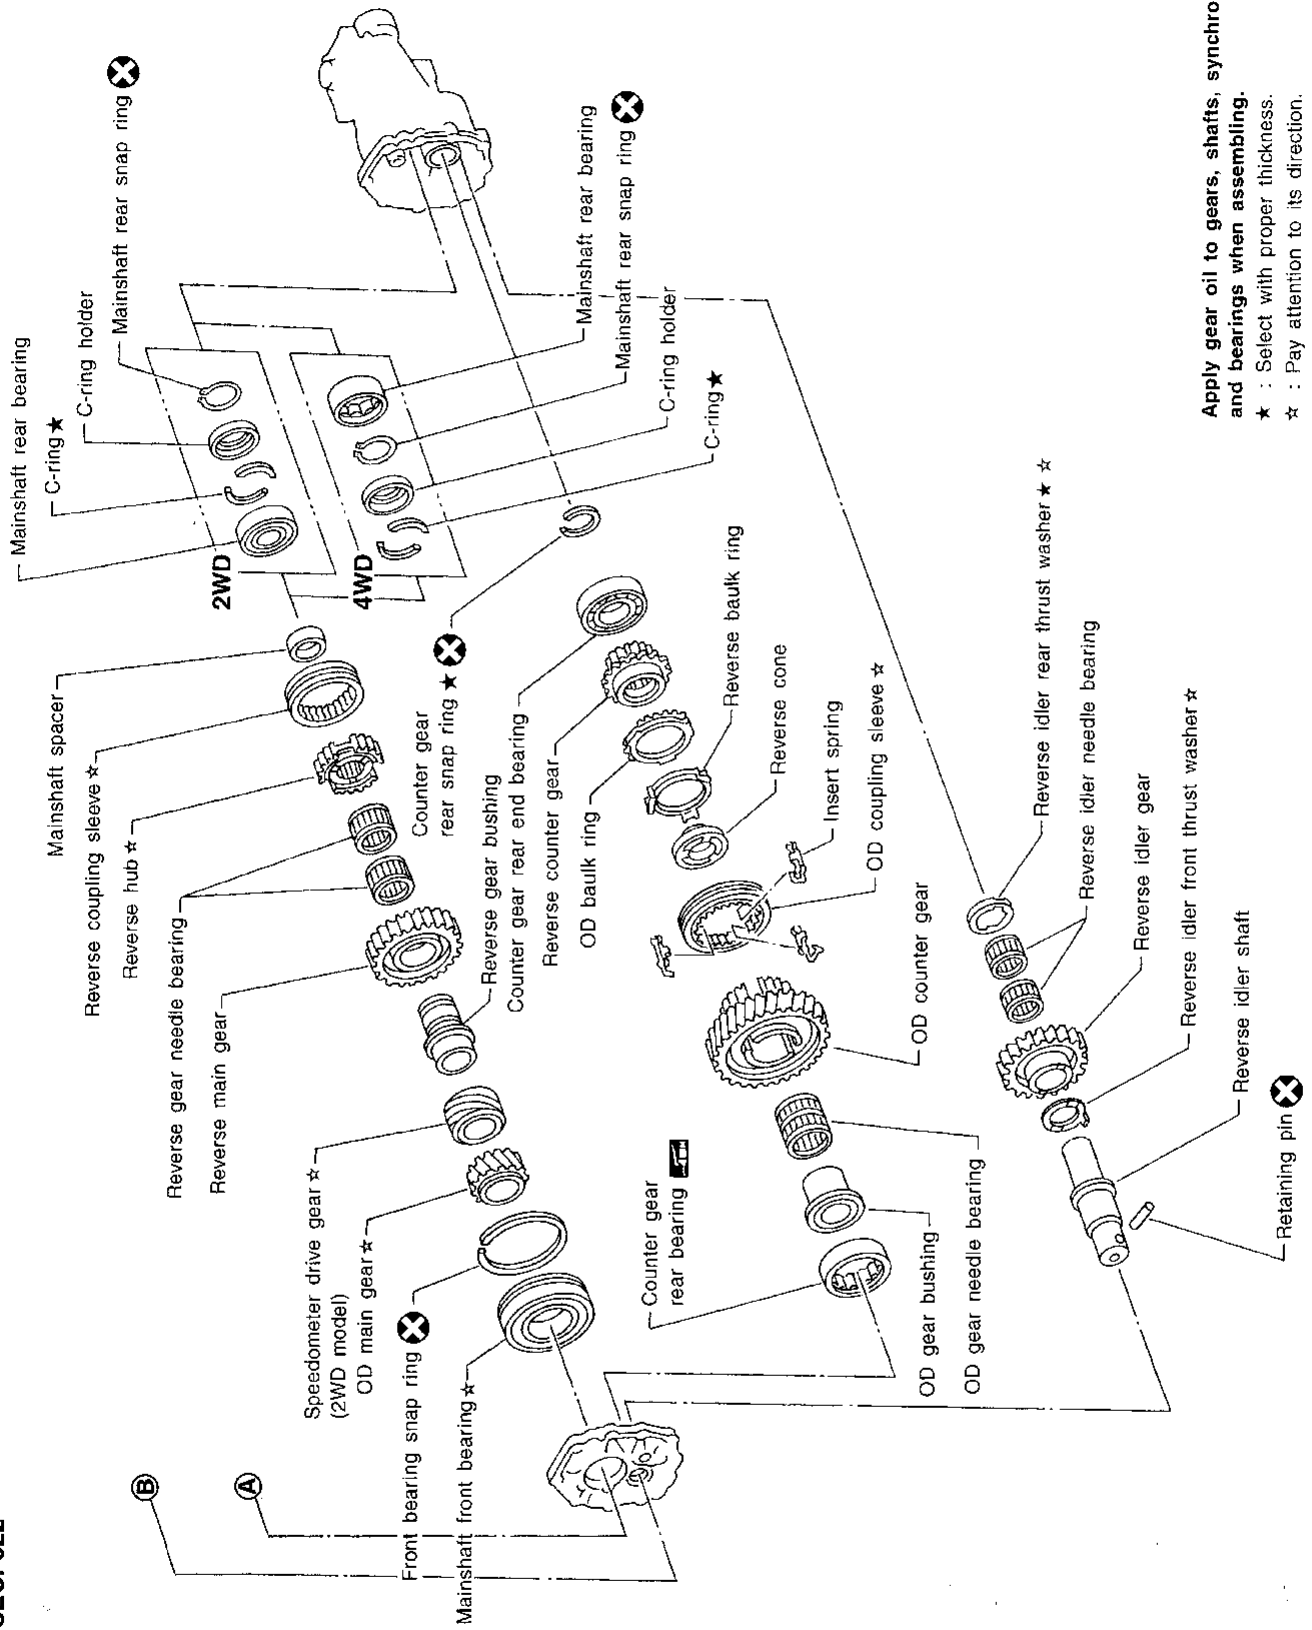 Mainshaft rear bearing
C-ring★
C-ring holder
Mainshaft rear snap ring
2WD
4WD
Mainshaft rear bearing
Mainshaft rear snap ring
C-ring holder
C-ring★
Mainshaft spacer
Reverse coupling sleeve☆
Reverse hub☆
Reverse gear needle bearing
Reverse main gear
Speedometer drive gear☆
(2WD model)
OD main gear☆
Front bearing snap ring
Mainshaft front bearing☆
B
A
Counter gear
rear snap ring★
Reverse gear bushing
Counter gear rear end bearing
Reverse counter gear
OD baulk ring
Reverse baulk ring
Reverse cone
Insert spring
OD coupling sleeve☆
OD counter gear
Counter gear
rear bearing
OD gear bushing
OD gear needle bearing
Reverse idler rear thrust washer★☆
Reverse idler needle bearing
Reverse idler gear
Reverse idler front thrust washer☆
Reverse idler shaft
Retaining pin
Apply gear oil to gears, shafts, synchro
and bearings when assembling.
★ : Select with proper thickness.
☆ : Pay attention to its direction.